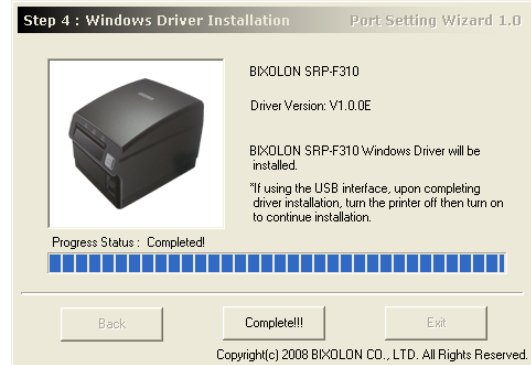 Step 4 : Windows Driver Installation
Port Setting Wizard 1.0
BIXOLON SRP-F310
Driver Version: V1.0.0E
BIXOLON SRP-F310 Windows Driver will be
installed.
*If using the USB interface, upon completing
driver installation, turn the printer off then turn on
to continue installation.
Progress Status : Completed!
Back
Complete!!!
Exit
Copyright(c) 2008 BIXOLON CO., LTD. All Rights Reserved.